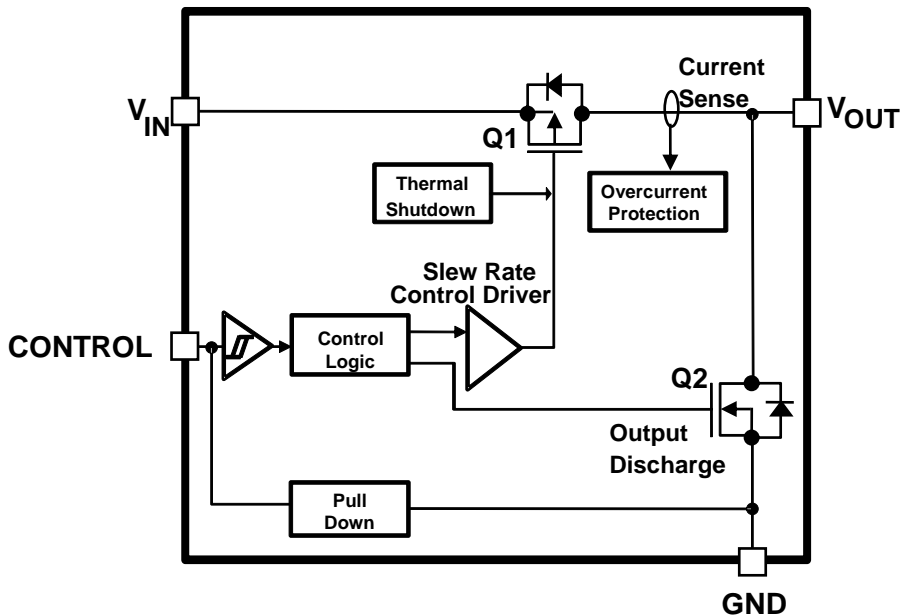 Current
Sense
VIN
VOUT
Q1
Thermal
Shutdown
Overcurrent
Protection
Slew Rate
Control Driver
CONTROL
Control
Logic
Q2
Output
Discharge
Pull
Down
GND